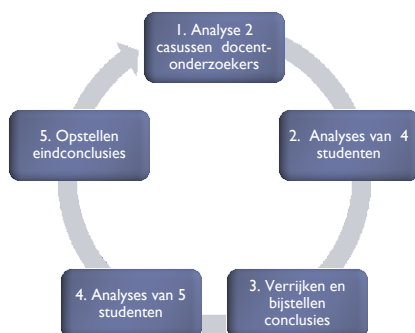 1. Analyse 2
casussen docent-
onderzoekers
2. Analyses van 4
studenten
3. Verrijken en
bijstellen
conclusies
4. Analyses van 5
studenten
5. Opstellen
eindconclusies